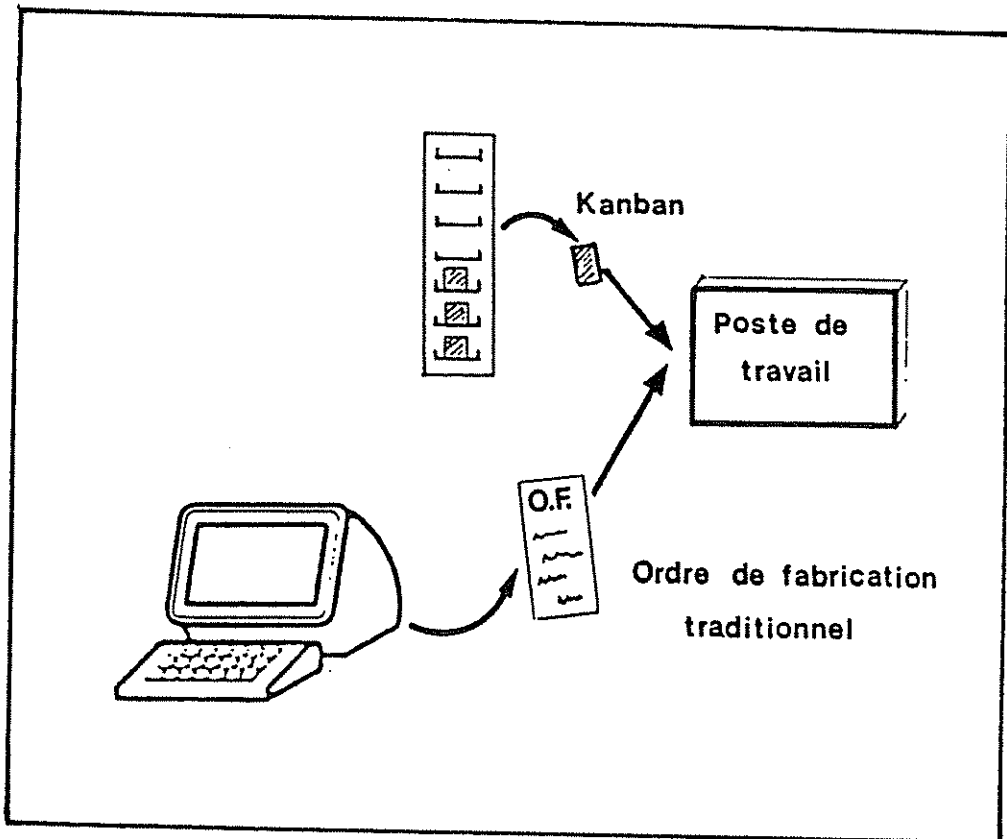 Kanban
Poste de
travail
O.F.
Ordre de fabrication
traditionnel